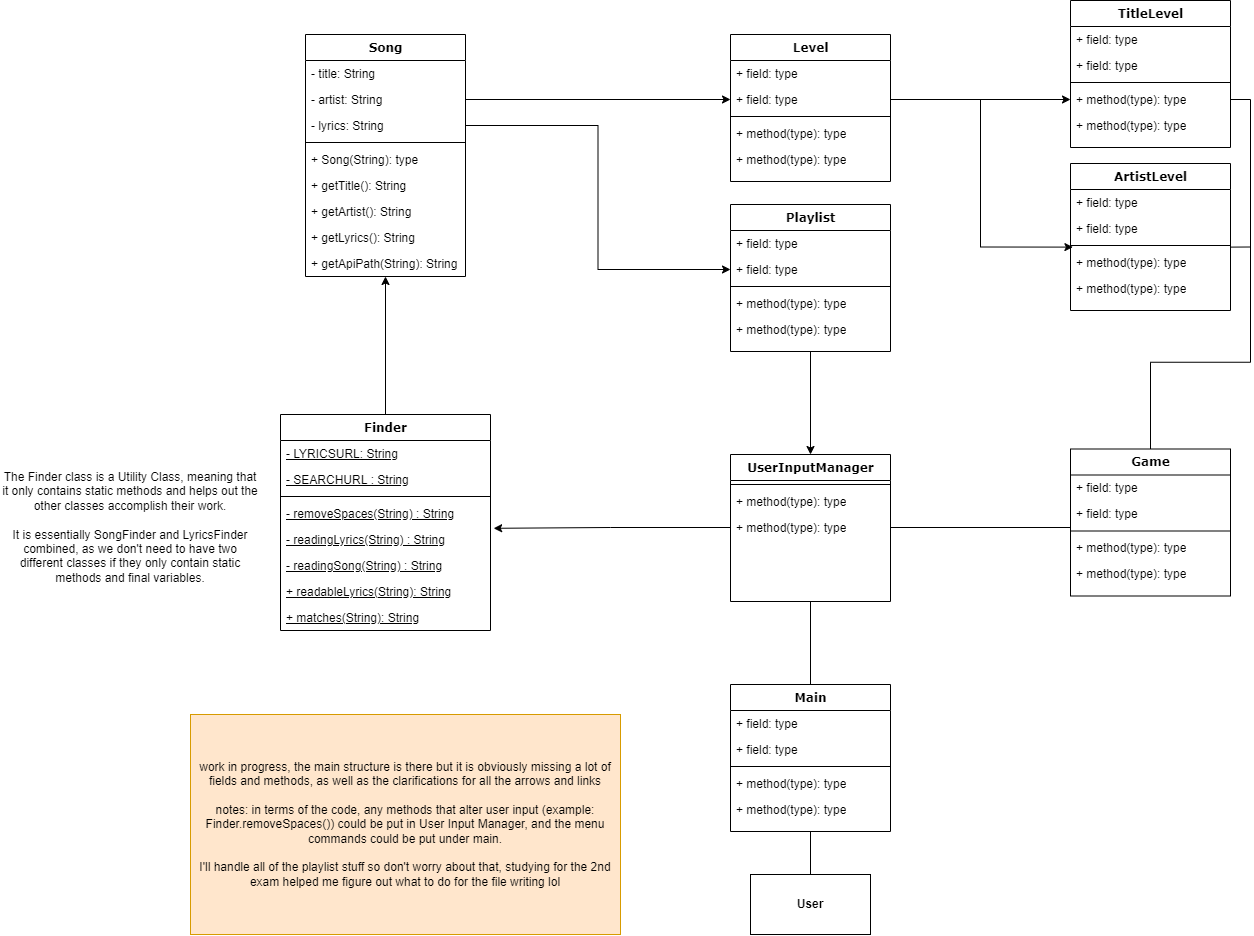 Song
- title: String
- artist: String
- lyrics: String
+ Song(String): type
+ getTitle(): String
+ getArtist(): String
+ getLyrics(): String
+ getApiPath(String): String
Level
+ field: type
+ field: type
+ method(type): type
+ method(type): type
TitleLevel
+ field: type
+ field: type
+ method(type): type
+ method(type): type
ArtistLevel
+ field: type
+ field: type
+ method(type): type
+ method(type): type
Playlist
+ field: type
+ field: type
+ method(type): type
+ method(type): type
The Finder class is a Utility Class, meaning that
it only contains static methods and helps out the
other classes accomplish their work.
It is essentially SongFinder and LyricsFinder
combined, as we don't need to have two
different classes if they only contain static
methods and final variables.
Finder
- LYRICSURL: String
- SEARCHURL : String
- removeSpaces(String) : String
- readingLyrics(String) : String
- readingSong(String) : String
+ readableLyrics(String): String
+ matches(String): String
UserInputManager
+ method(type): type
+ method(type): type
Game
+ field: type
+ field: type
+ method(type): type
+ method(type): type
Main
+ field: type
+ field: type
+ method(type): type
+ method(type): type
User
work in progress, the main structure is there but it is obviously missing a lot of
fields and methods, as well as the clarifications for all the arrows and links
notes: in terms of the code, any methods that alter user input (example:
Finder.removeSpaces()) could be put in User Input Manager, and the menu
commands could be put under main.
I'll handle all of the playlist stuff so don't worry about that, studying for the 2nd
exam helped me figure out what to do for the file writing lol